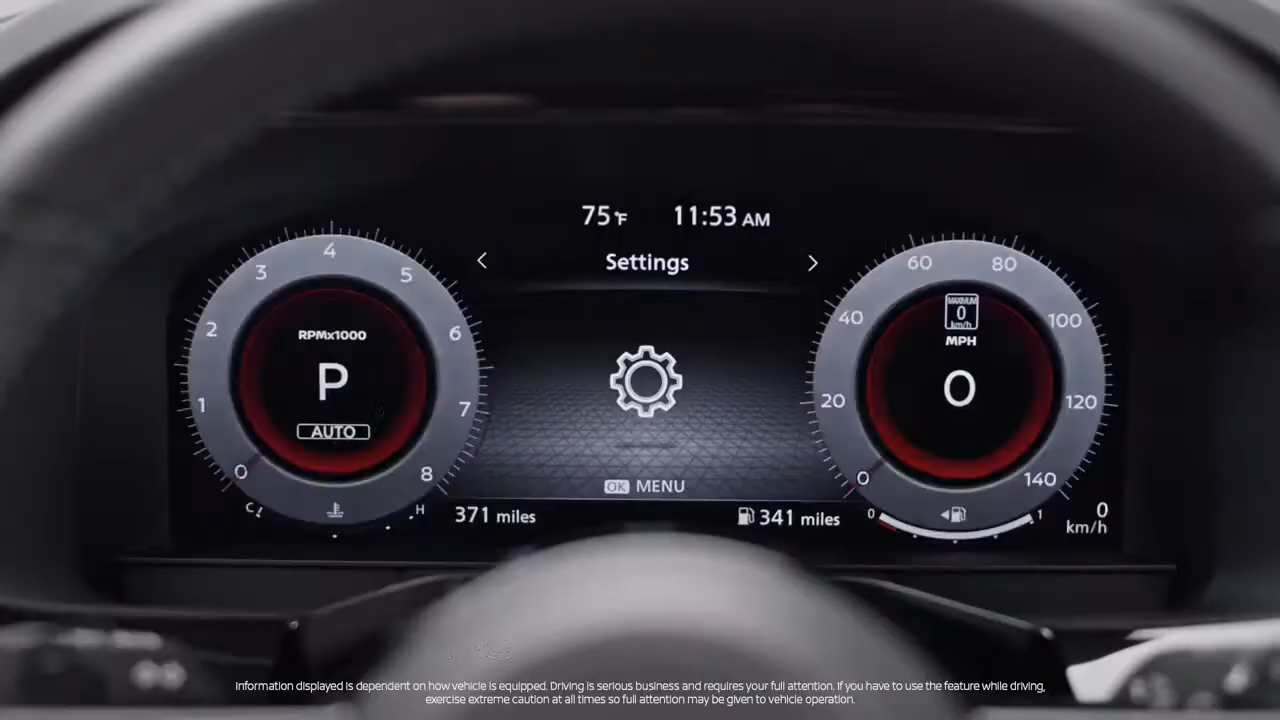 75°F 11:53 AM
Settings
4
3 5
2 6
1 7
0 8
RPMx1000
P
AUTO
C H
OK MENU
371 miles
341 miles
60 80
40 100
20 120
0 140
MAXIMUM
0
km/h
MPH
0
0 1
0
km/h
Information displayed is dependent on how vehicle is equipped. Driving is serious business and requires your full attention. If you have to use the feature while driving,
exercise extreme caution at all times so full attention may be given to vehicle operation.